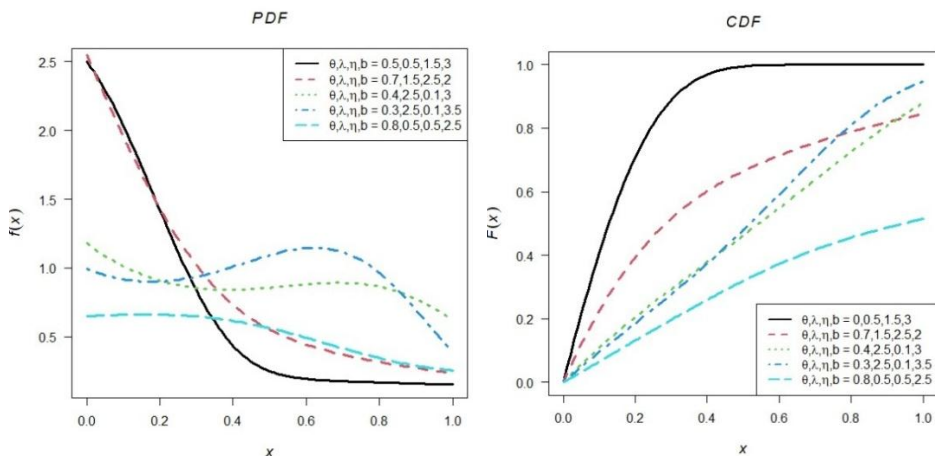 PDF
f(x)
2.5
2.0
1.5
1.0
0.5
θ,λ,η,b = 0.5,0.5,1.5,3
θ,λ,η,b = 0.7,1.5,2.5,2
θ,λ,η,b = 0.4,2.5,0.1,3
θ,λ,η,b = 0.3,2.5,0.1,3.5
θ,λ,η,b = 0.8,0.5,0.5,2.5
0.0 0.2 0.4 0.6 0.8 1.0
x
CDF
F(x)
1.0
0.8
0.6
0.4
0.2
0.0
θ,λ,η,b = 0,0.5,1.5,3
θ,λ,η,b = 0.7,1.5,2.5,2
θ,λ,η,b = 0.4,2.5,0.1,3
θ,λ,η,b = 0.3,2.5,0.1,3.5
θ,λ,η,b = 0.8,0.5,0.5,2.5
0.0 0.2 0.4 0.6 0.8 1.0
x